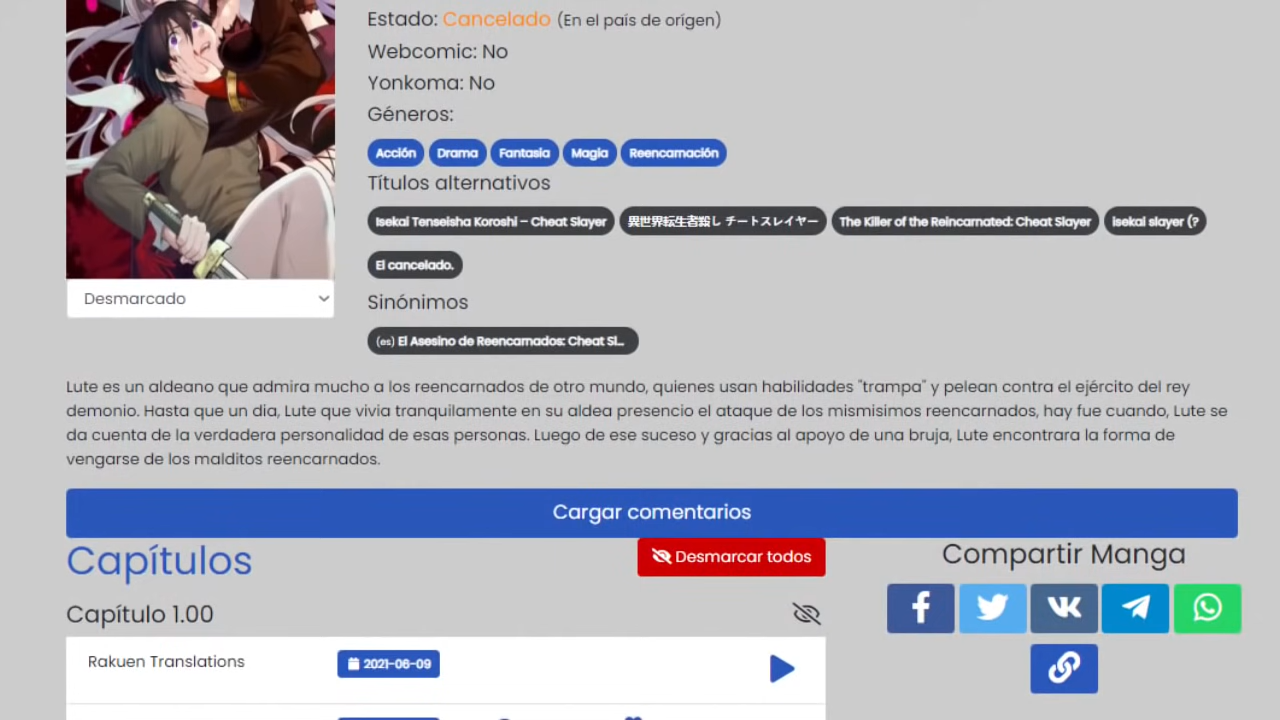 Estado: Cancelado (En el país de orígen)
Webcomic: No
Yonkoma: No
Géneros:
Acción Drama Fantasia Magia Reencarnación
Títulos alternativos
Isekai Tenseisha Koroshi – Cheat Slayer 異世界転生者殺し チートスレイヤー The Killer of the Reincarnated: Cheat Slayer isekai slayer (?
El cancelado.
Desmarcado
Sinónimos
(es) El Asesino de Reencarnados: Cheat Sl...
Lute es un aldeano que admira mucho a los reencarnados de otro mundo, quienes usan habilidades "trampa" y pelean contra el ejército del rey
demonio. Hasta que un dia, Lute que vivia tranquilamente en su aldea presencio el ataque de los mismisimos reencarnados, hay fue cuando, Lute se
da cuenta de la verdadera personalidad de esas personas. Luego de ese suceso y gracias al apoyo de una bruja, Lute encontrara la forma de
vengarse de los malditos reencarnados.
Cargar comentarios
Capítulos
Desmarcar todos
Compartir Manga
Capítulo 1.00
Rakuen Translations 2021-06-09